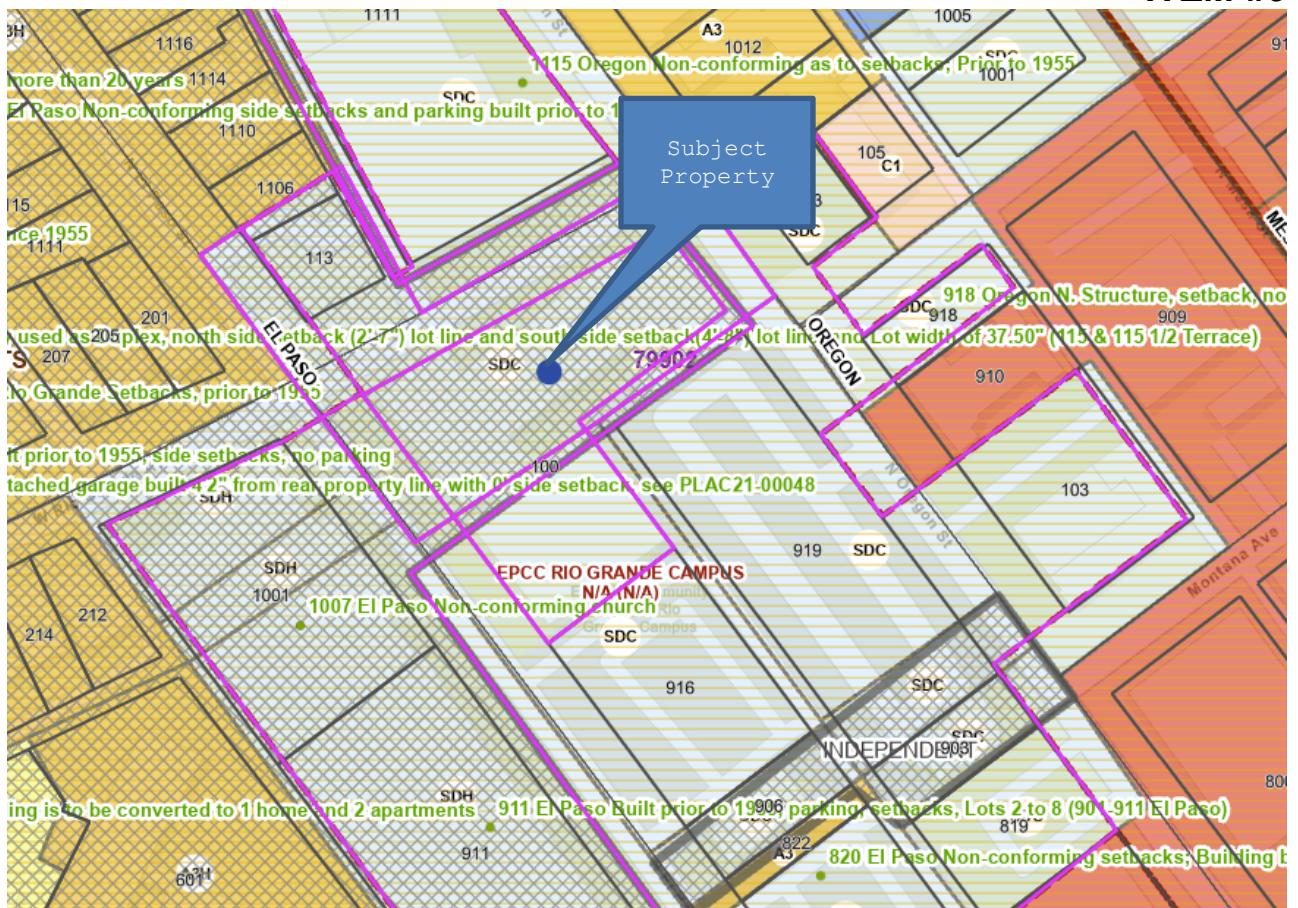 1111
1005
A3
1012
1116
SDC
1001
more than 20 years
1114
1115 Oregon Non-conforming as to setbacks; Prior to 1955
SDC
El Paso Non-conforming side setbacks and parking built prior to 1
1110
Subject
Property
105
C1
1106
SDC
1111
nce 1955
113
918 Oregon N. Structure, setback, no
SDC
918
909
201
205
207
EL PASO
OREGON
used as 5 plex, north side setback (2'-7") lot line and south side setback(4'-8") lot line and Lot width of 37.50" (115 & 115 1/2 Terrace)
79902
SDC
910
Rio Grande Setbacks, prior to 1955
t prior to 1955, side setbacks, no parking
100
tached garage built 4'2" from rear property line with 0' side setback, see PLAC21-00048
SDH
N Oregon St
103
919
SDC
Montana Ave
SDH
1001
EPCC RIO GRANDE CAMPUS
N/A (N/A)
1007 El Paso Non-conforming church
Campus
SDC
212
214
916
SDC
INDEPENDENT
SDC
903
ing is to be converted to 1 home and 2 apartments
SDH
911 El Paso Built prior to 1906 parking, setbacks, Lots 2 to 8 (901-911 El Paso)
906
819
911
822
A3
820 El Paso Non-conforming setbacks; Building b
601